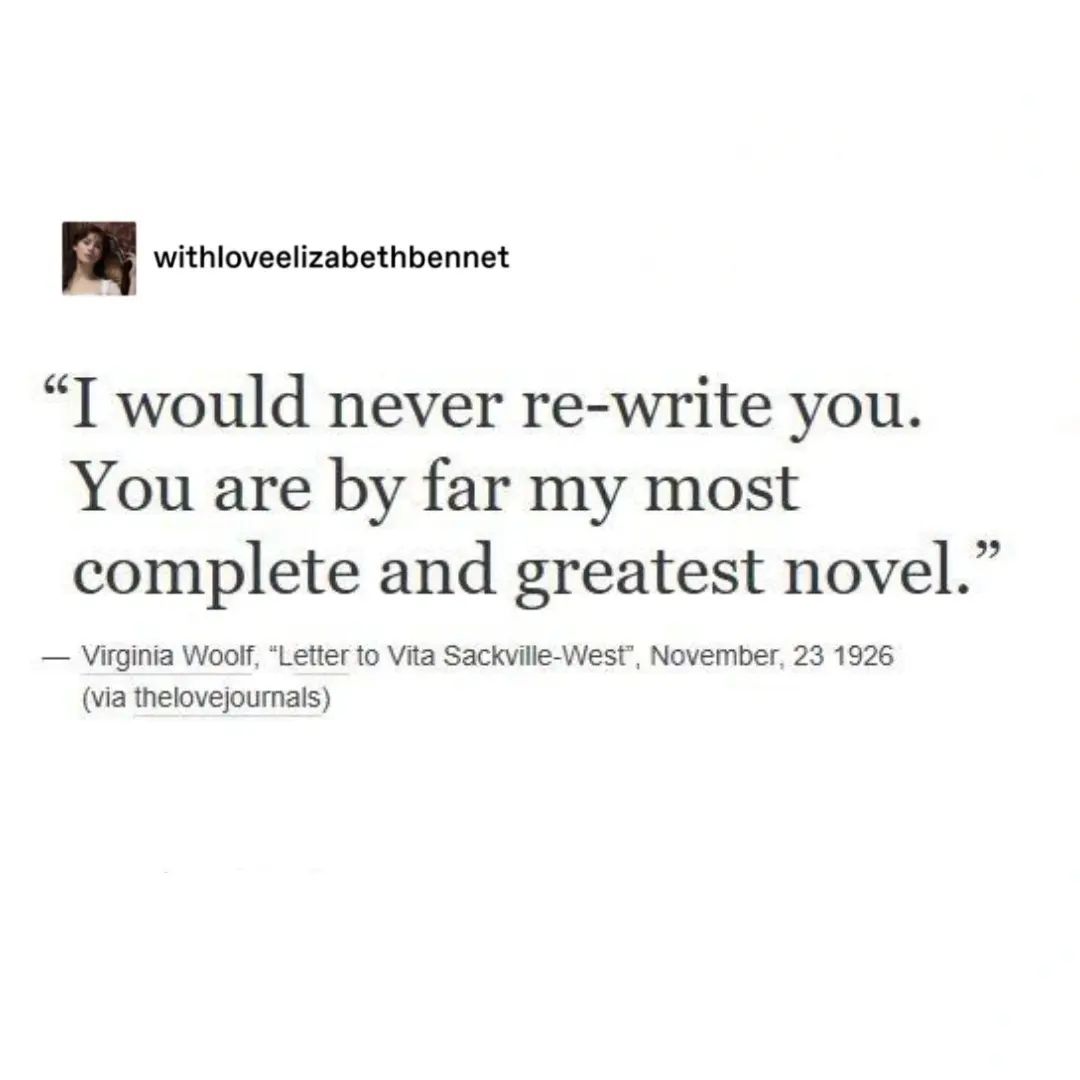 withloveelizabethbennet
“I would never re-write you.
You are by far my most
complete and greatest novel.”
— Virginia Woolf, “Letter to Vita Sackville-West”, November, 23 1926
(via thelovejournals)